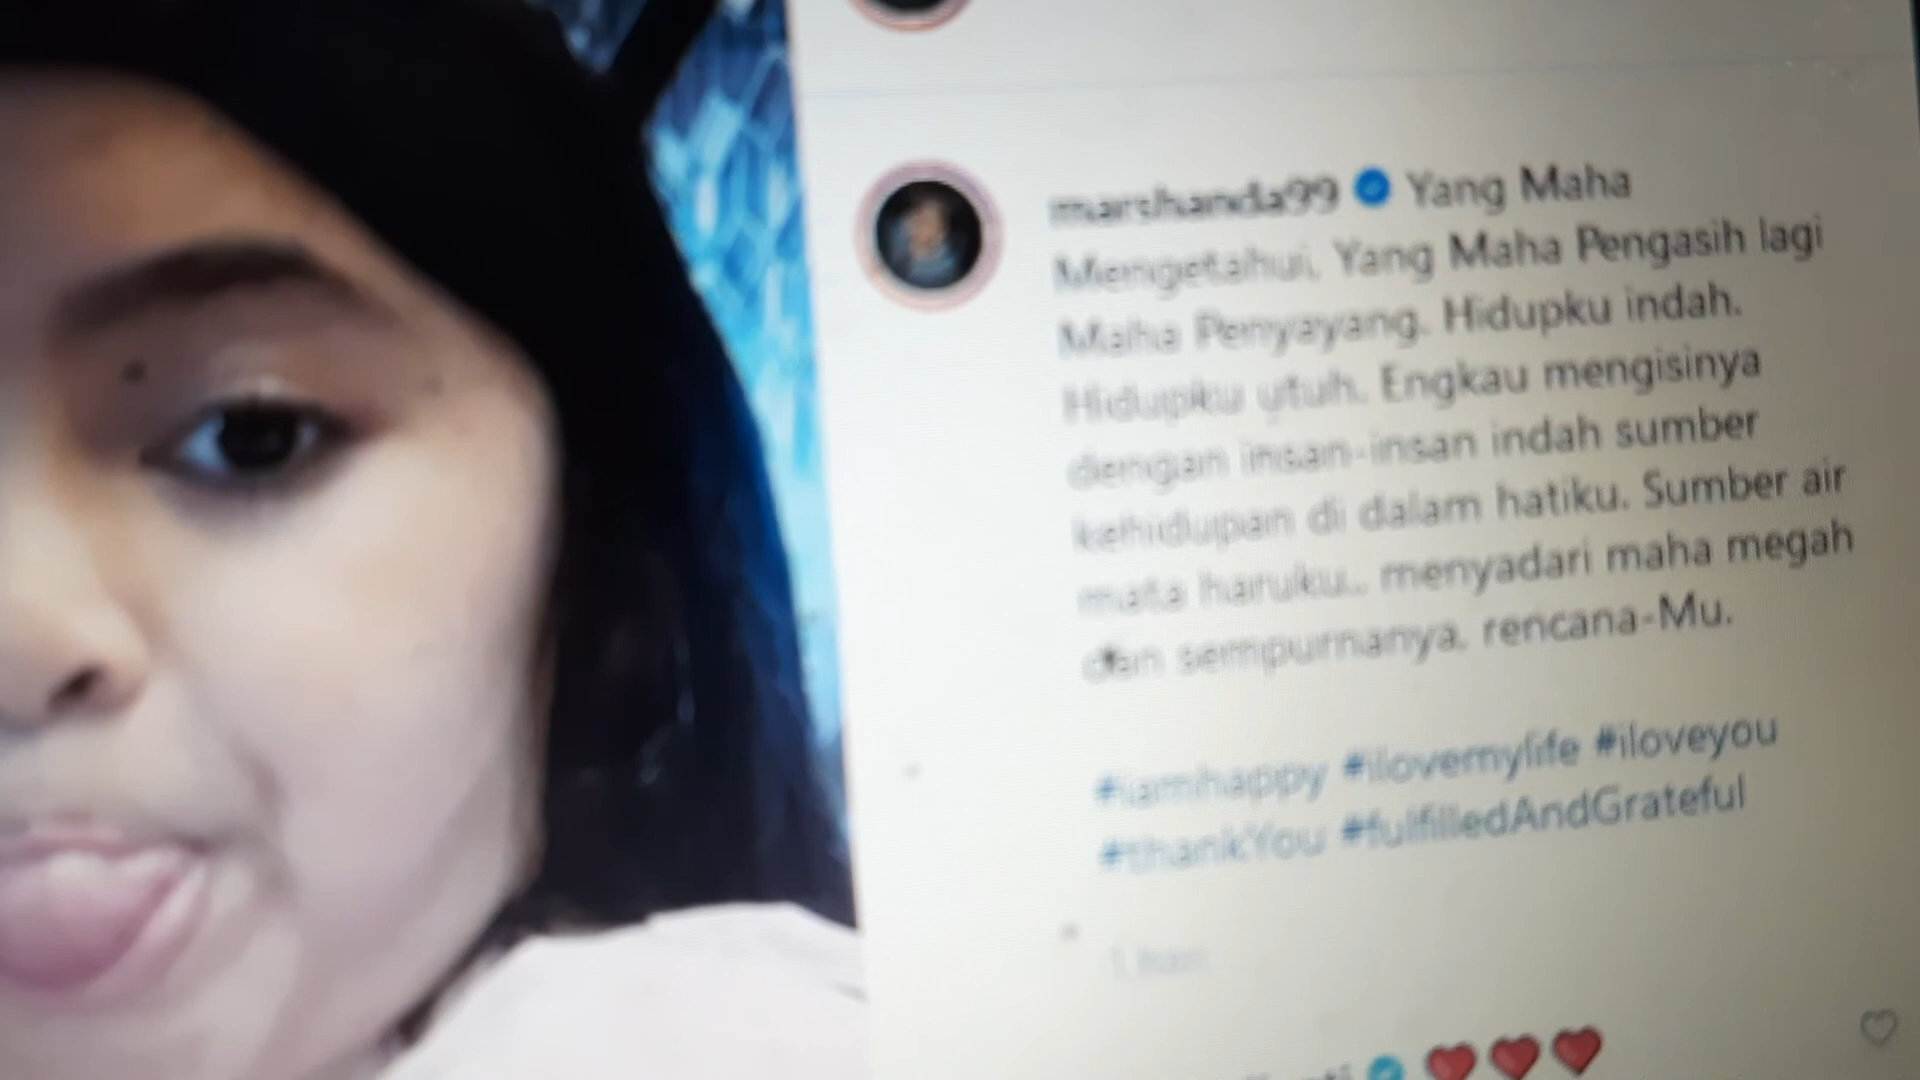 marshanda99 Yang Maha
Mengetahui, Yang Maha Pengasih lagi
Maha Penyayang. Hidupku indah.
Hidupku utuh. Engkau mengisinya
dengan insan-insan indah sumber
kehidupan di dalam hatiku. Sumber air
mata haruku.. menyadari maha megah
dan sempurnanya, rencana-Mu.
#iamhappy #ilovemylife #iloveyou
#thankYou #fulfilledAndGrateful
❤❤❤